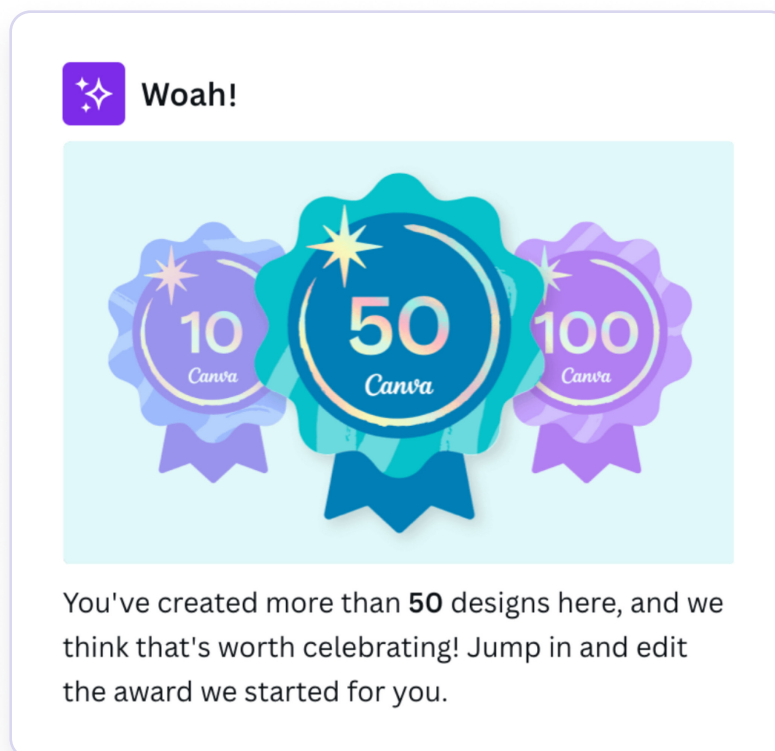 Woah!
10
Canva
50
Canva
100
Canva
You've created more than 50 designs here, and we
think that's worth celebrating! Jump in and edit
the award we started for you.